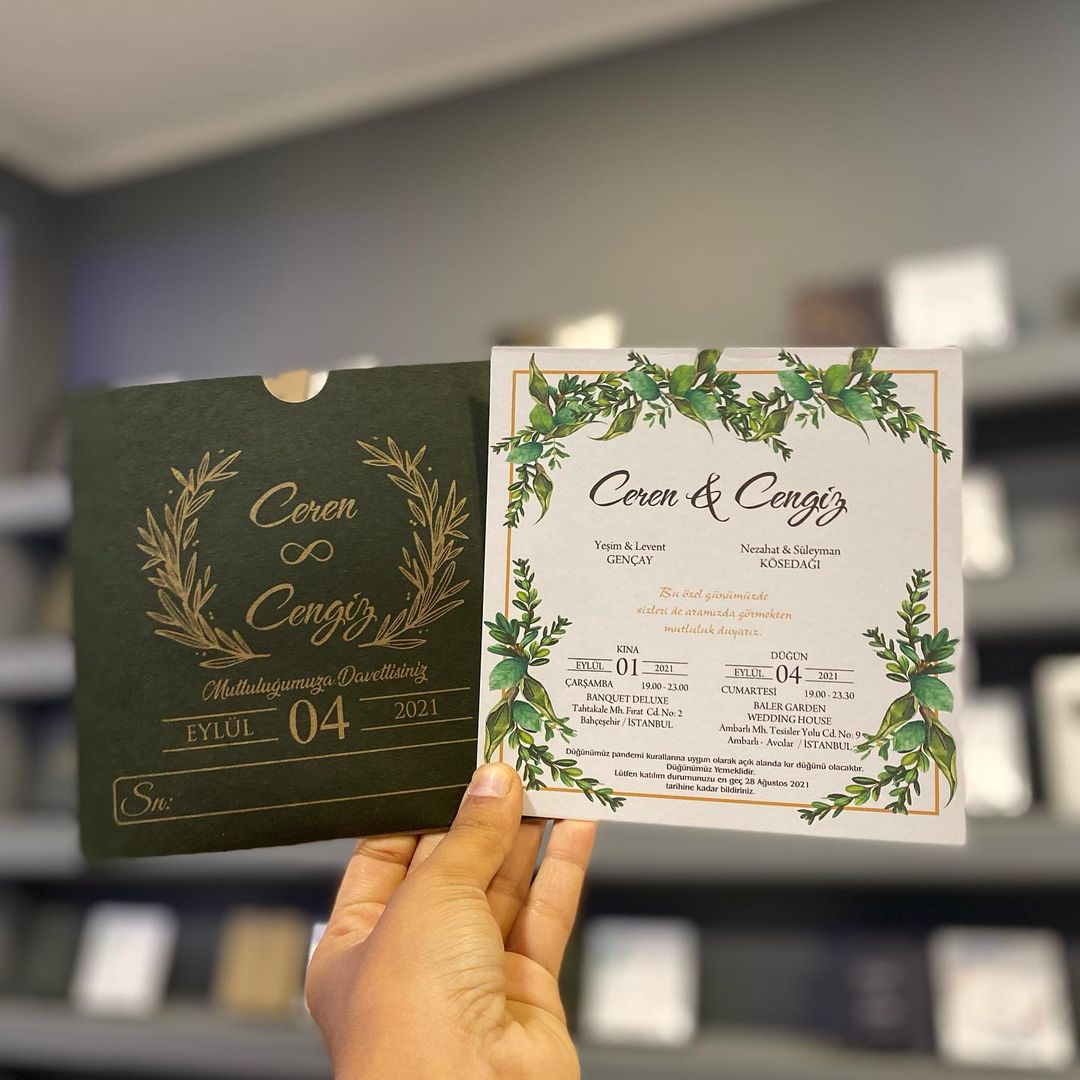 Ceren
∞
Cengiz
Mutluluğumuza Davetlisiniz
EYLÜL 04 2021
Sn:
Ceren & Cengiz
Yeşim & Levent
GENÇAY
Nezahat & Süleyman
KÖSEDAĞI
Bu özel günümüzde
sizleri de aramızda görmekten
mutluluk duyarız.
KINA
EYLÜL 01 2021
ÇARŞAMBA 19.00 - 23.00
BANQUET DELUXE
Tahtakale Mh. Fırat Cd. No: 2
Bahçeşehir / İSTANBUL
DÜĞÜN
EYLÜL 04 2021
CUMARTESİ 19.00 - 23.30
BALER GARDEN
WEDDING HOUSE
Ambarlı Mh. Tesisler Yolu Cd. No: 9
Ambarlı - Avcılar / İSTANBUL
Düğünümüz pandemi kurallarına uygun olarak açık alanda kır düğünü olacaktır.
Düğünümüz Yemeklidir.
Lütfen katılım durumunuzu en geç 28 Ağustos 2021
tarihine kadar bildiriniz.